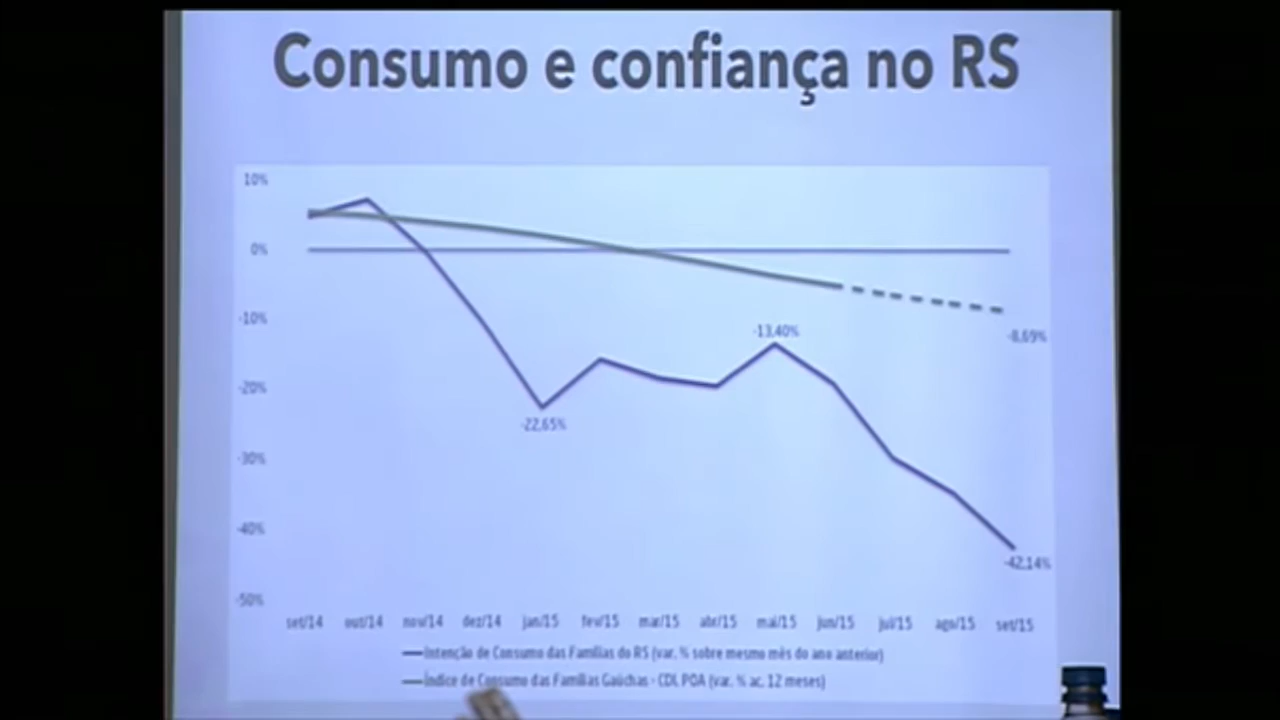 Consumo e confiança no RS
10%
0%
-10%
-13,40%
-8,69%
-20%
-22,65%
-30%
-40%
-42,14%
-50%
set/14 out/14 nov/14 dez/14 jan/15 fev/15 mar/15 abr/15 mai/15 jun/15 jul/15 ago/15 set/15
Intenção de Consumo das Famílias do RS (var. % sobre mesmo mês do ano anterior)
Índice de Consumo das Famílias Gaúchas - CDL POA (var. % ac. 12 meses)